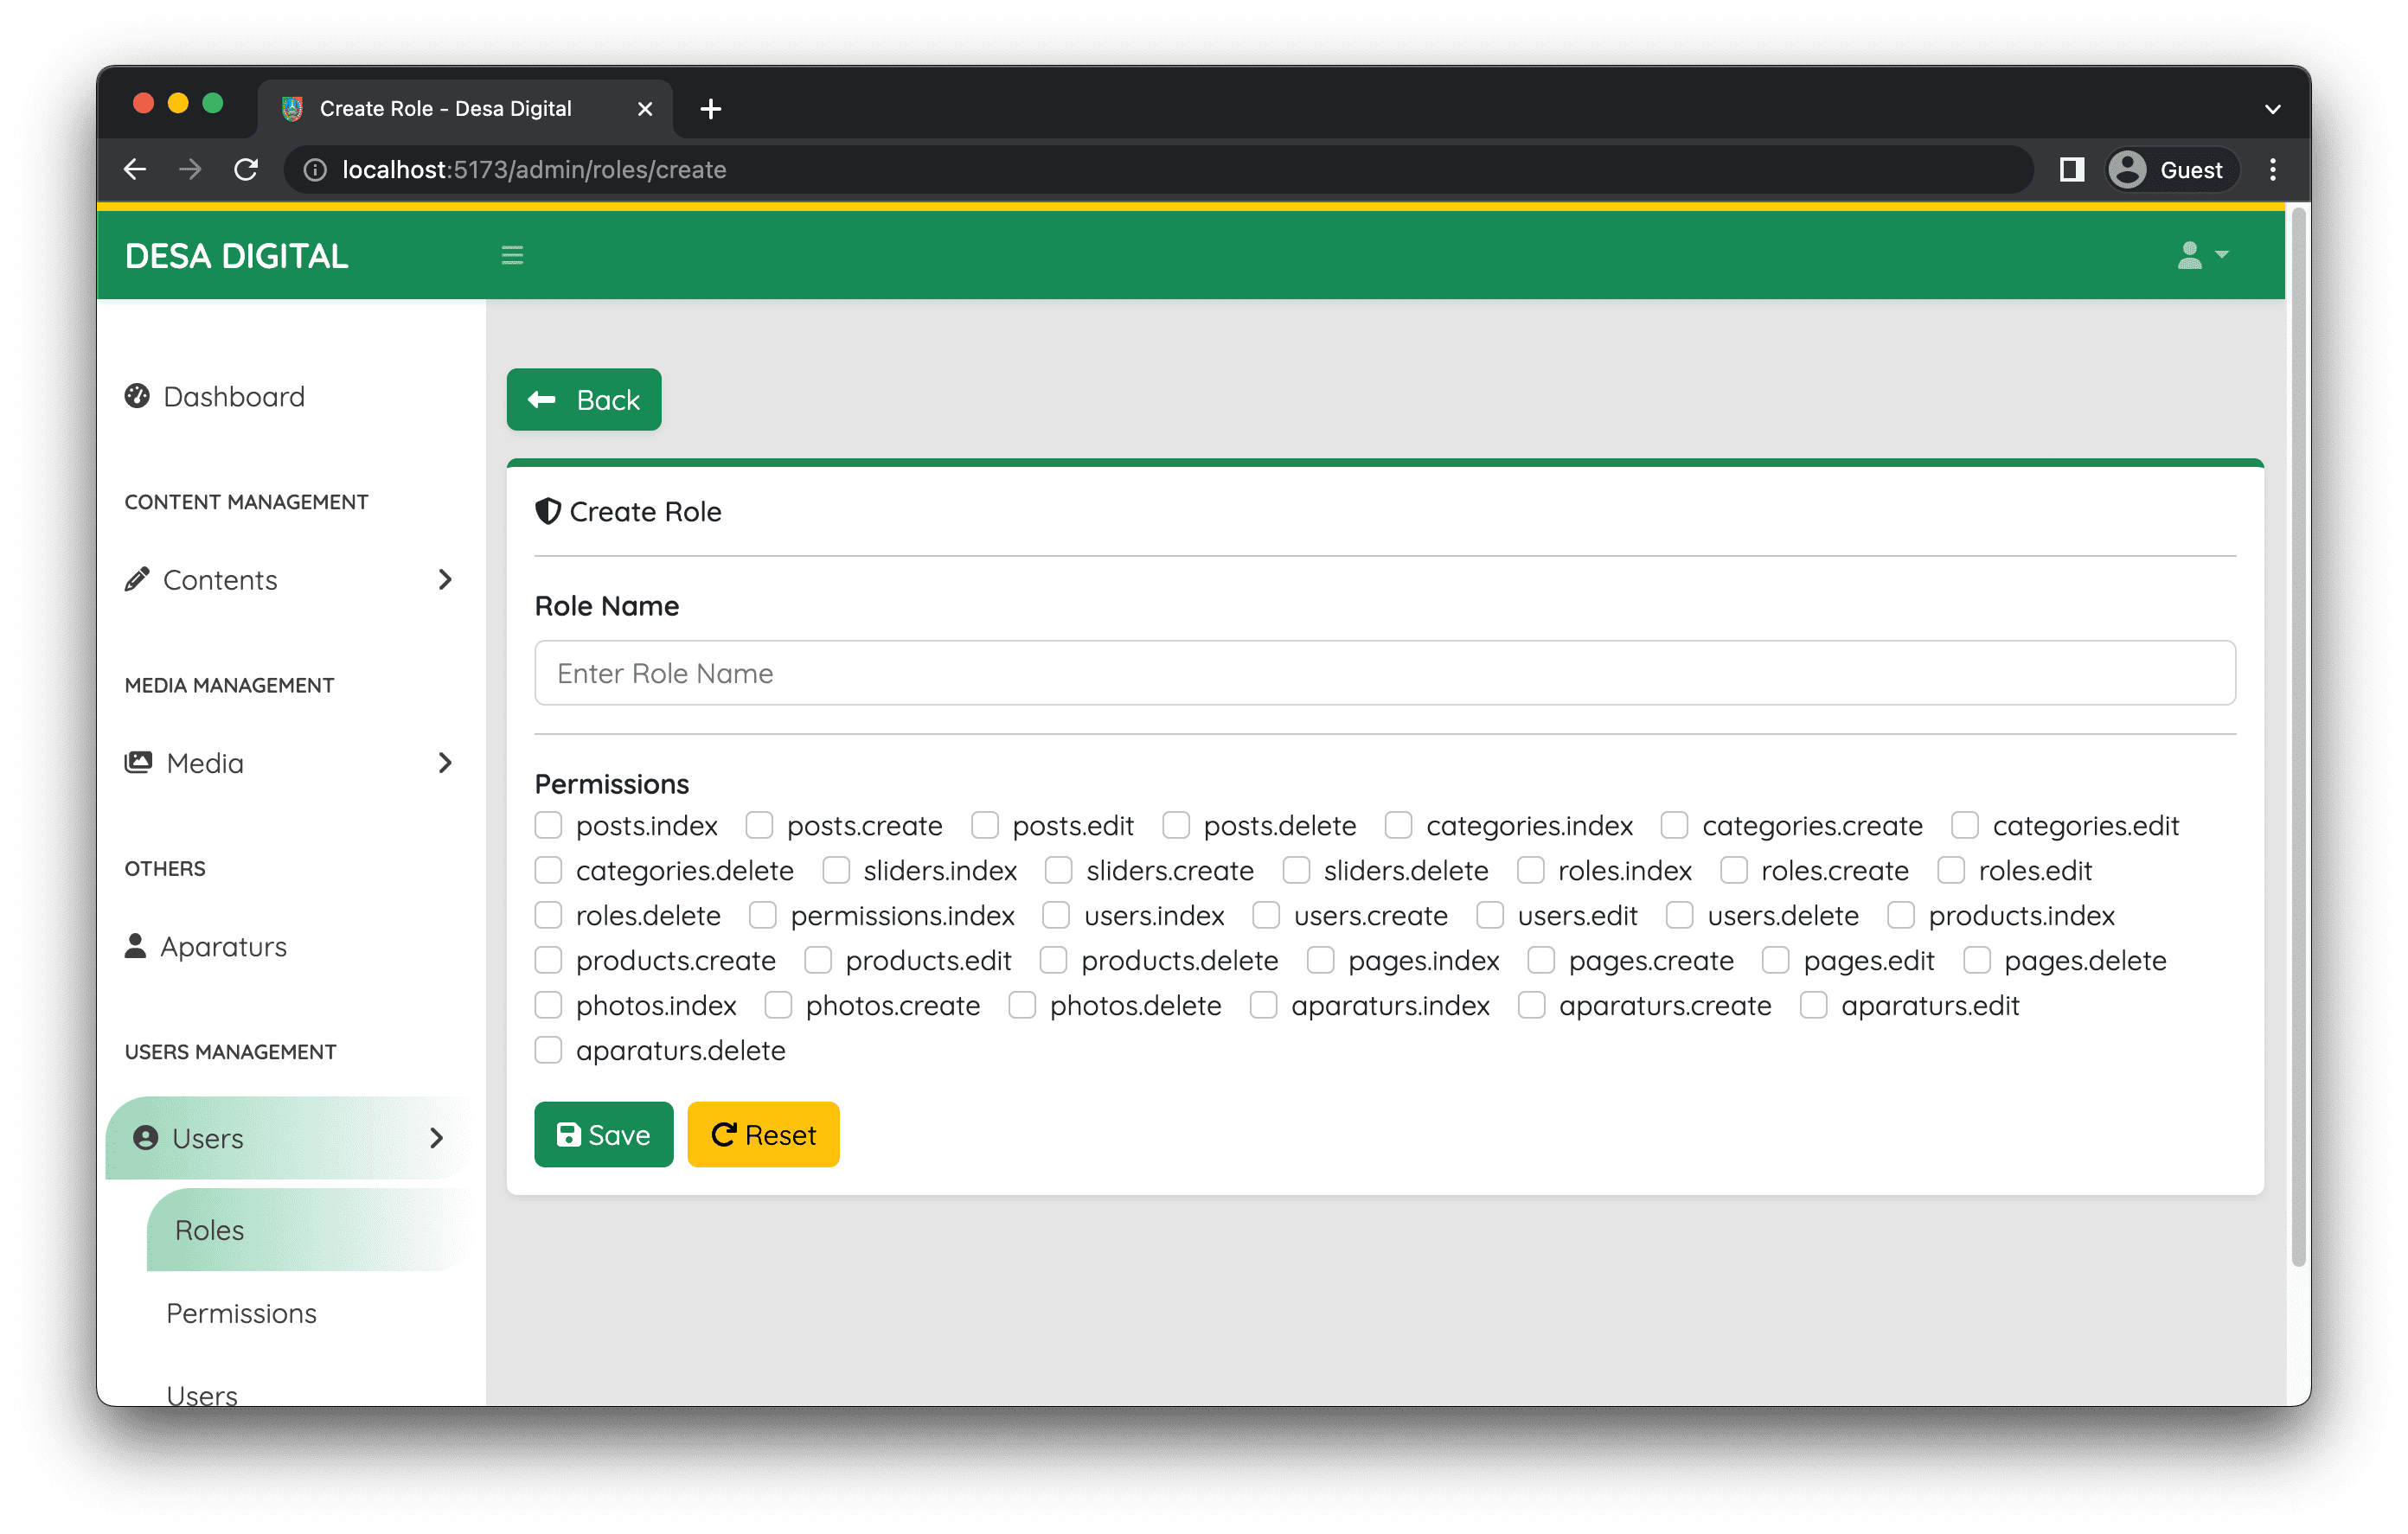 Create Role - Desa Digital
localhost:5173/admin/roles/create
Guest
DESA DIGITAL
Dashboard
CONTENT MANAGEMENT
Contents
MEDIA MANAGEMENT
Media
OTHERS
Aparaturs
USERS MANAGEMENT
Users
Roles
Permissions
Users
Back
Create Role
Role Name
Enter Role Name
Permissions
posts.index posts.create posts.edit posts.delete categories.index categories.create categories.edit
categories.delete sliders.index sliders.create sliders.delete roles.index roles.create roles.edit
roles.delete permissions.index users.index users.create users.edit users.delete products.index
products.create products.edit products.delete pages.index pages.create pages.edit pages.delete
photos.index photos.create photos.delete aparaturs.index aparaturs.create aparaturs.edit
aparaturs.delete
Save Reset